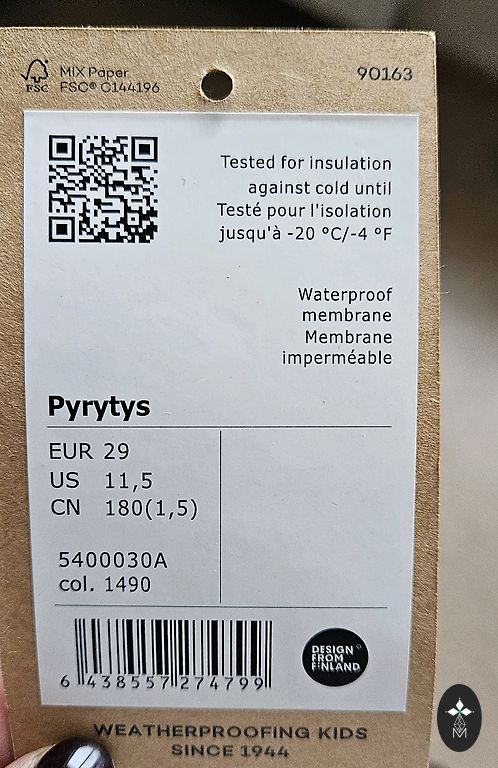 MIX Paper
FSC® C144196
FSC
90163
Tested for insulation
against cold until
Testé pour l'isolation
jusqu'à -20 °C/-4 °F
Waterproof
membrane
Membrane
imperméable
Pyrytys
EUR 29
US 11,5
CN 180(1,5)
5400030A
col. 1490
6 438557 274799
DESIGN
FROM
FINLAND
WEATHERPROOFING KIDS
SINCE 1944
M